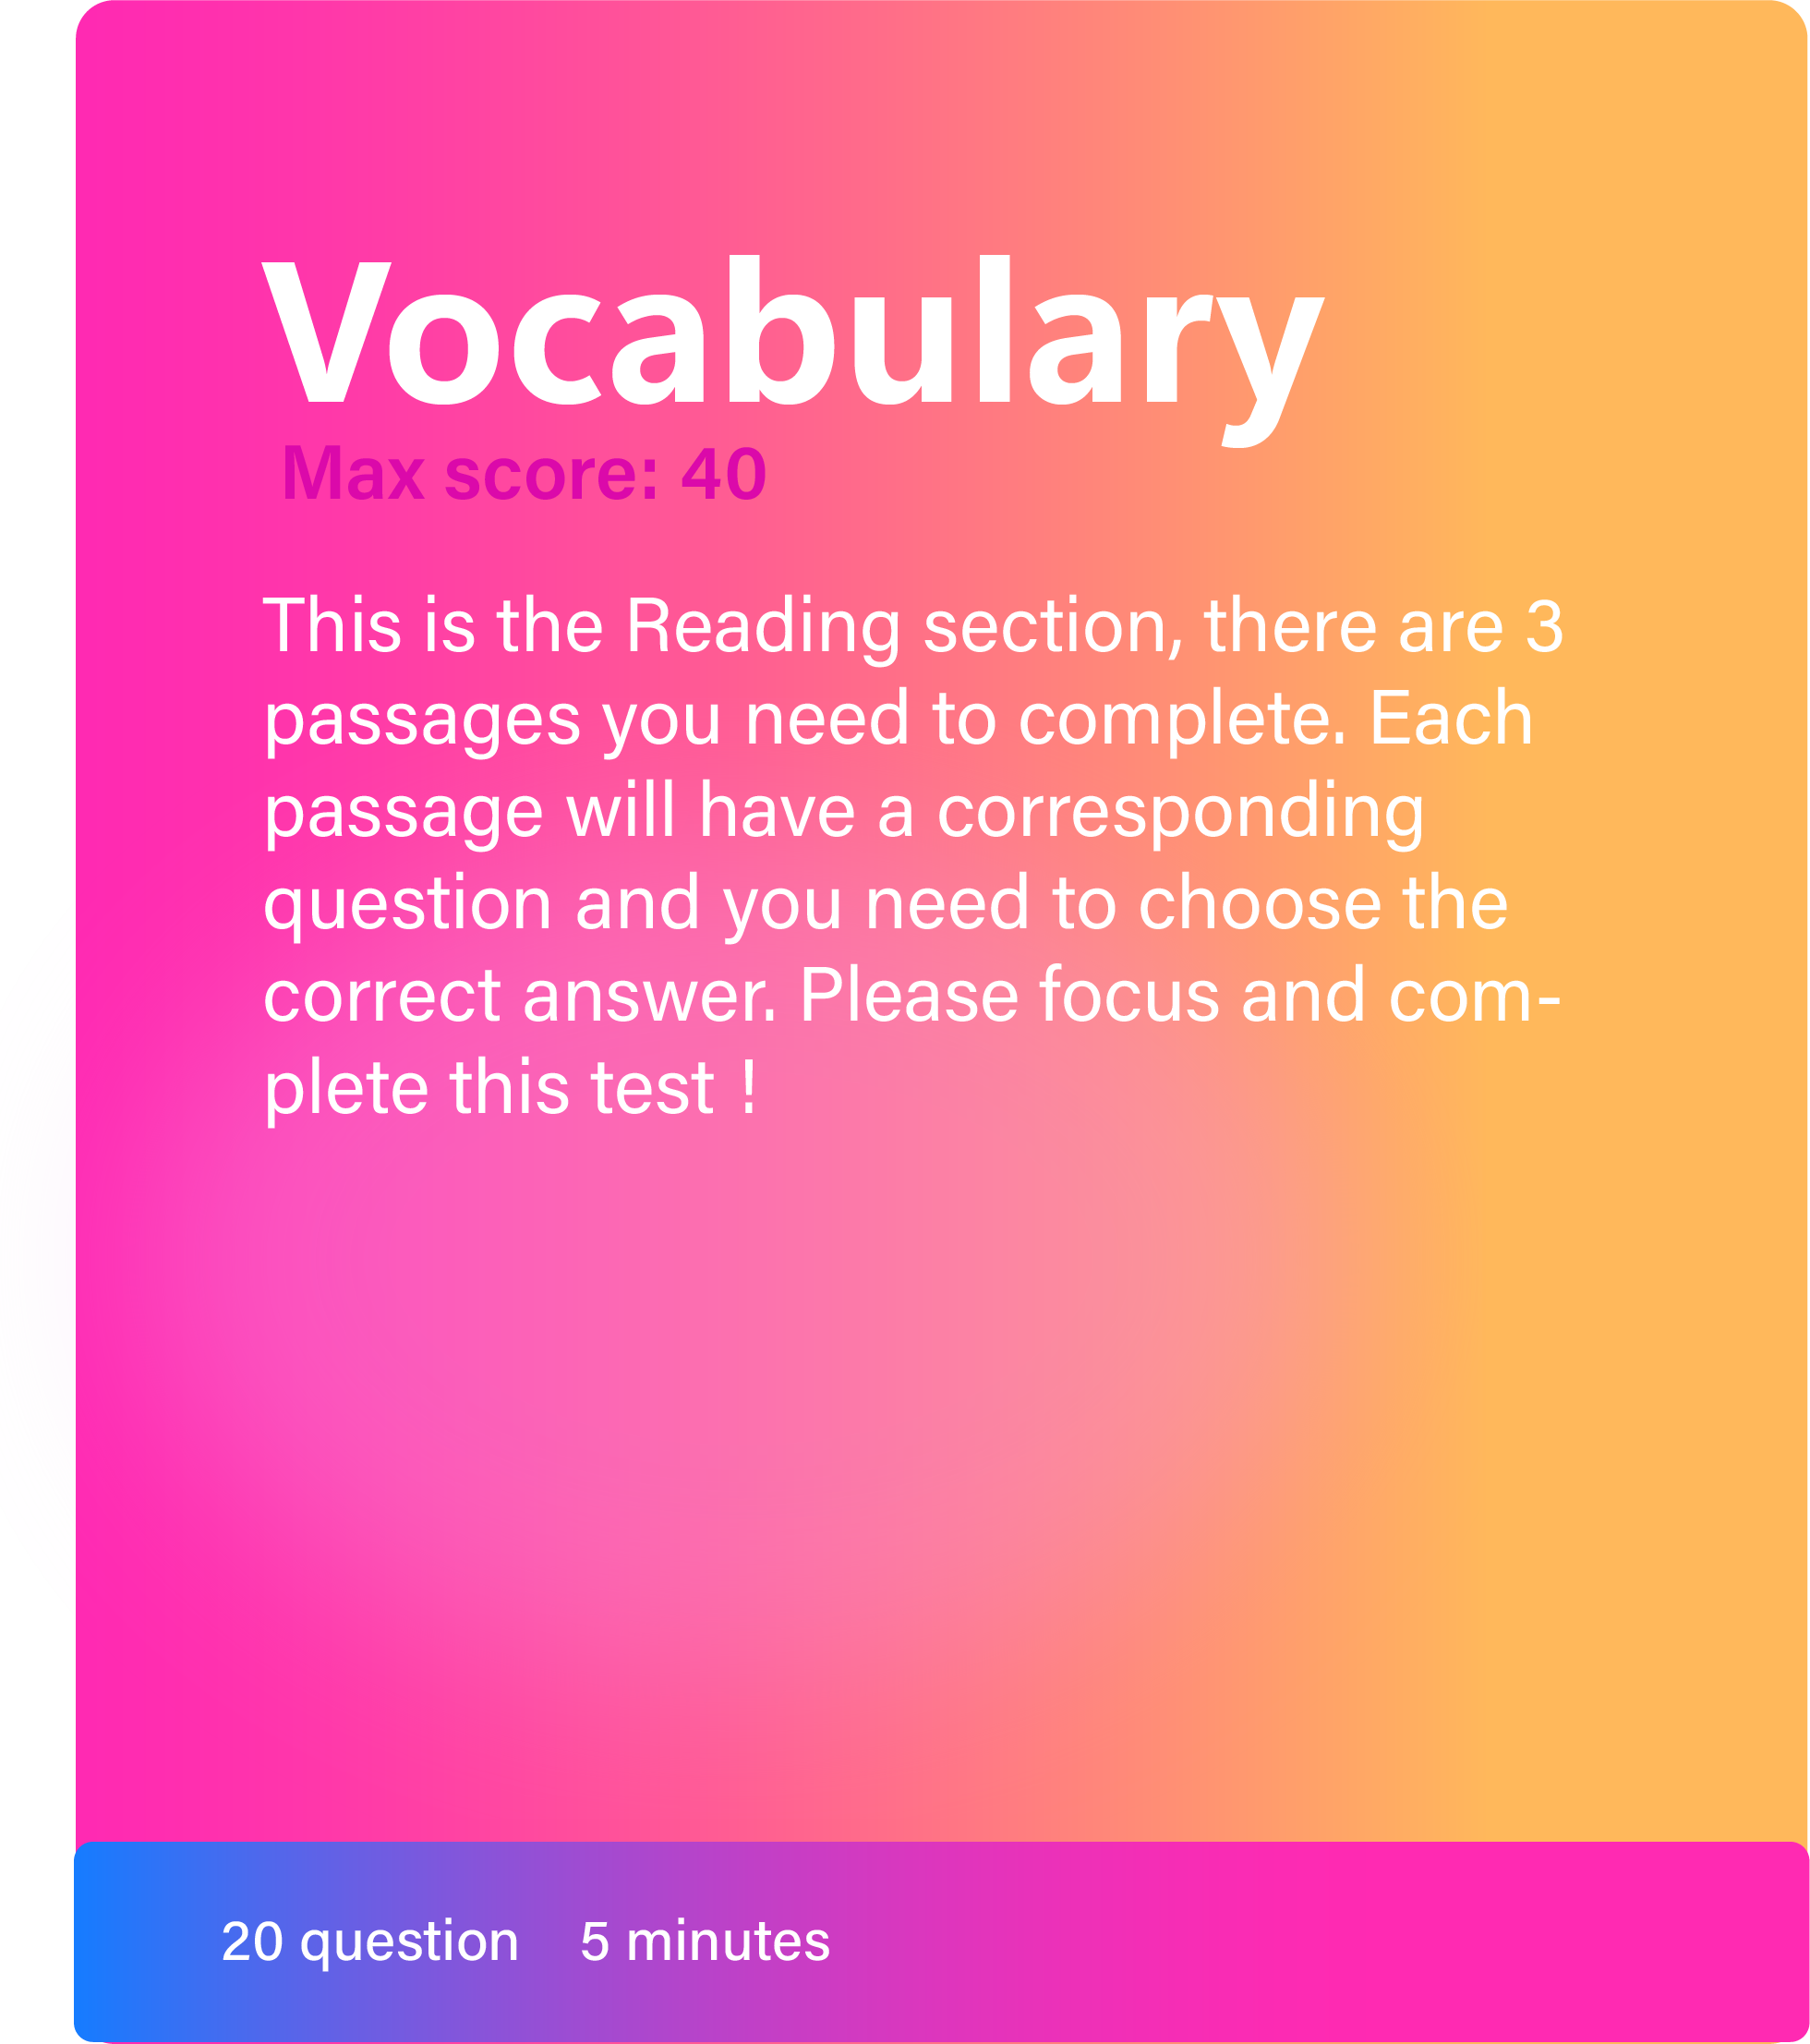 Vocabulary
Max score: 40
This is the Reading section, there are 3
passages you need to complete. Each
passage will have a corresponding
question and you need to choose the
correct answer. Please focus and com-
plete this test !
20 question 5 minutes